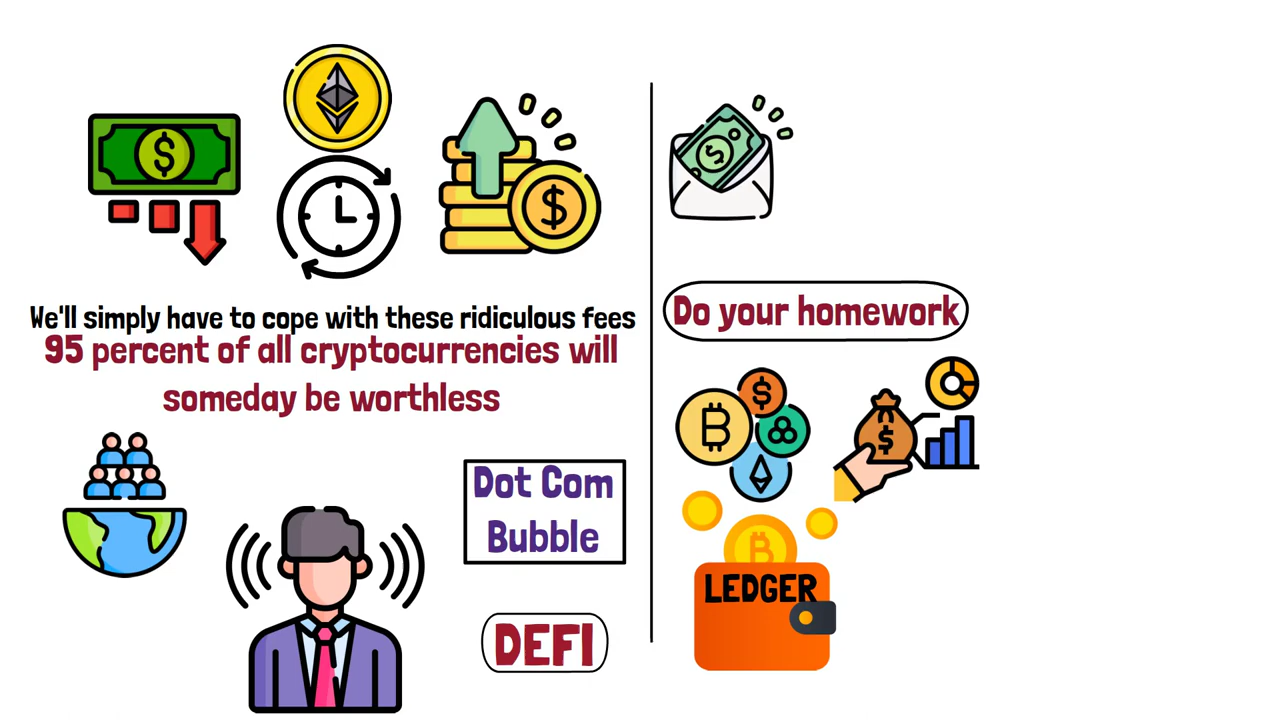 We'll simply have to cope with these ridiculous fees
95 percent of all cryptocurrencies will
someday be worthless
Dot Com
Bubble
DEFI
Do your homework
LEDGER